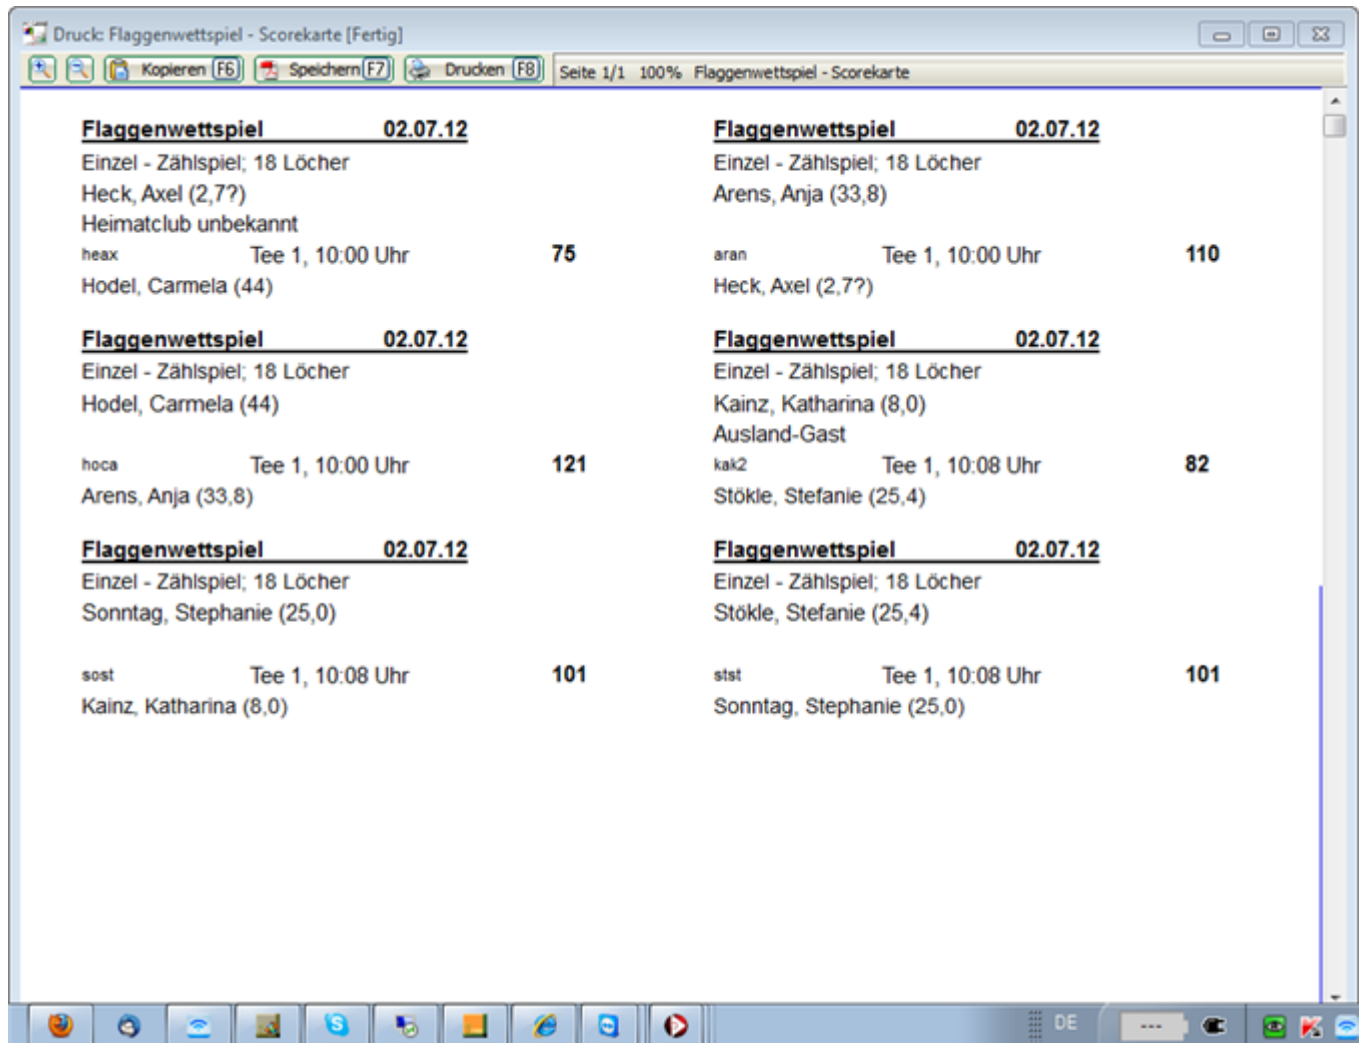 Druck: Flaggenwettspiel - Scorekarte [Fertig]
Kopieren F6 Speichern F7 Drucken F8 Seite 1/1 100% Flaggenwettspiel - Scorekarte
Flaggenwettspiel 02.07.12
Einzel - Zählspiel; 18 Löcher
Heck, Axel (2,7?)
Heimatclub unbekannt
heax Tee 1, 10:00 Uhr 75
Hodel, Carmela (44)
Flaggenwettspiel 02.07.12
Einzel - Zählspiel; 18 Löcher
Arens, Anja (33,8)
aran Tee 1, 10:00 Uhr 110
Heck, Axel (2,7?)
Flaggenwettspiel 02.07.12
Einzel - Zählspiel; 18 Löcher
Hodel, Carmela (44)
hoca Tee 1, 10:00 Uhr 121
Arens, Anja (33,8)
Flaggenwettspiel 02.07.12
Einzel - Zählspiel; 18 Löcher
Kainz, Katharina (8,0)
Ausland-Gast
kak2 Tee 1, 10:08 Uhr 82
Stökle, Stefanie (25,4)
Flaggenwettspiel 02.07.12
Einzel - Zählspiel; 18 Löcher
Sonntag, Stephanie (25,0)
sost Tee 1, 10:08 Uhr 101
Kainz, Katharina (8,0)
Flaggenwettspiel 02.07.12
Einzel - Zählspiel; 18 Löcher
Stökle, Stefanie (25,4)
stst Tee 1, 10:08 Uhr 101
Sonntag, Stephanie (25,0)
DE ---